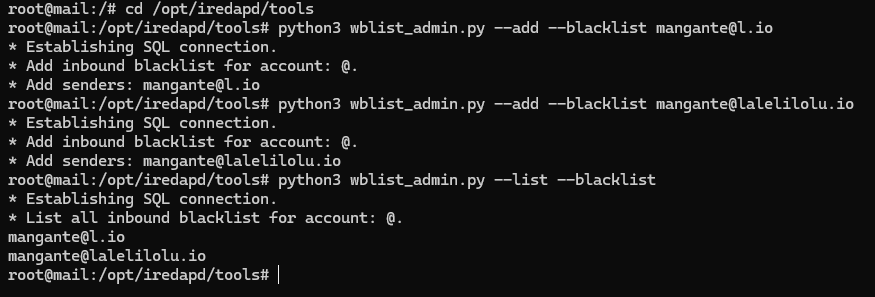 root@mail:/# cd /opt/iredapd/tools
root@mail:/opt/iredapd/tools# python3 wblist_admin.py --add --blacklist mangante@l.io
* Establishing SQL connection.
* Add inbound blacklist for account: @.
* Add senders: mangante@l.io
root@mail:/opt/iredapd/tools# python3 wblist_admin.py --add --blacklist mangante@lalelilolu.io
* Establishing SQL connection.
* Add inbound blacklist for account: @.
* Add senders: mangante@lalelilolu.io
root@mail:/opt/iredapd/tools# python3 wblist_admin.py --list --blacklist
* Establishing SQL connection.
* List all inbound blacklist for account: @.
mangante@l.io
mangante@lalelilolu.io
root@mail:/opt/iredapd/tools#